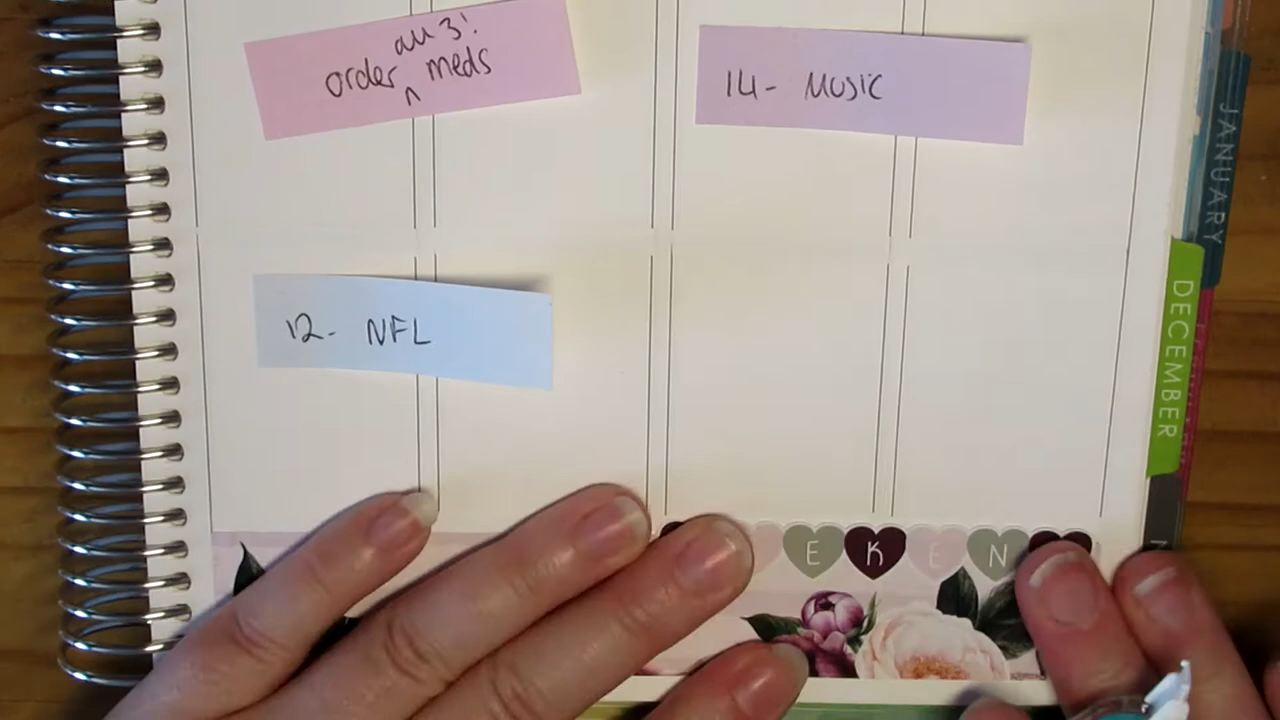 all 3!
order ^ meds
14- Music
12- NFL
JANUARY
DECEMBER
E K E N